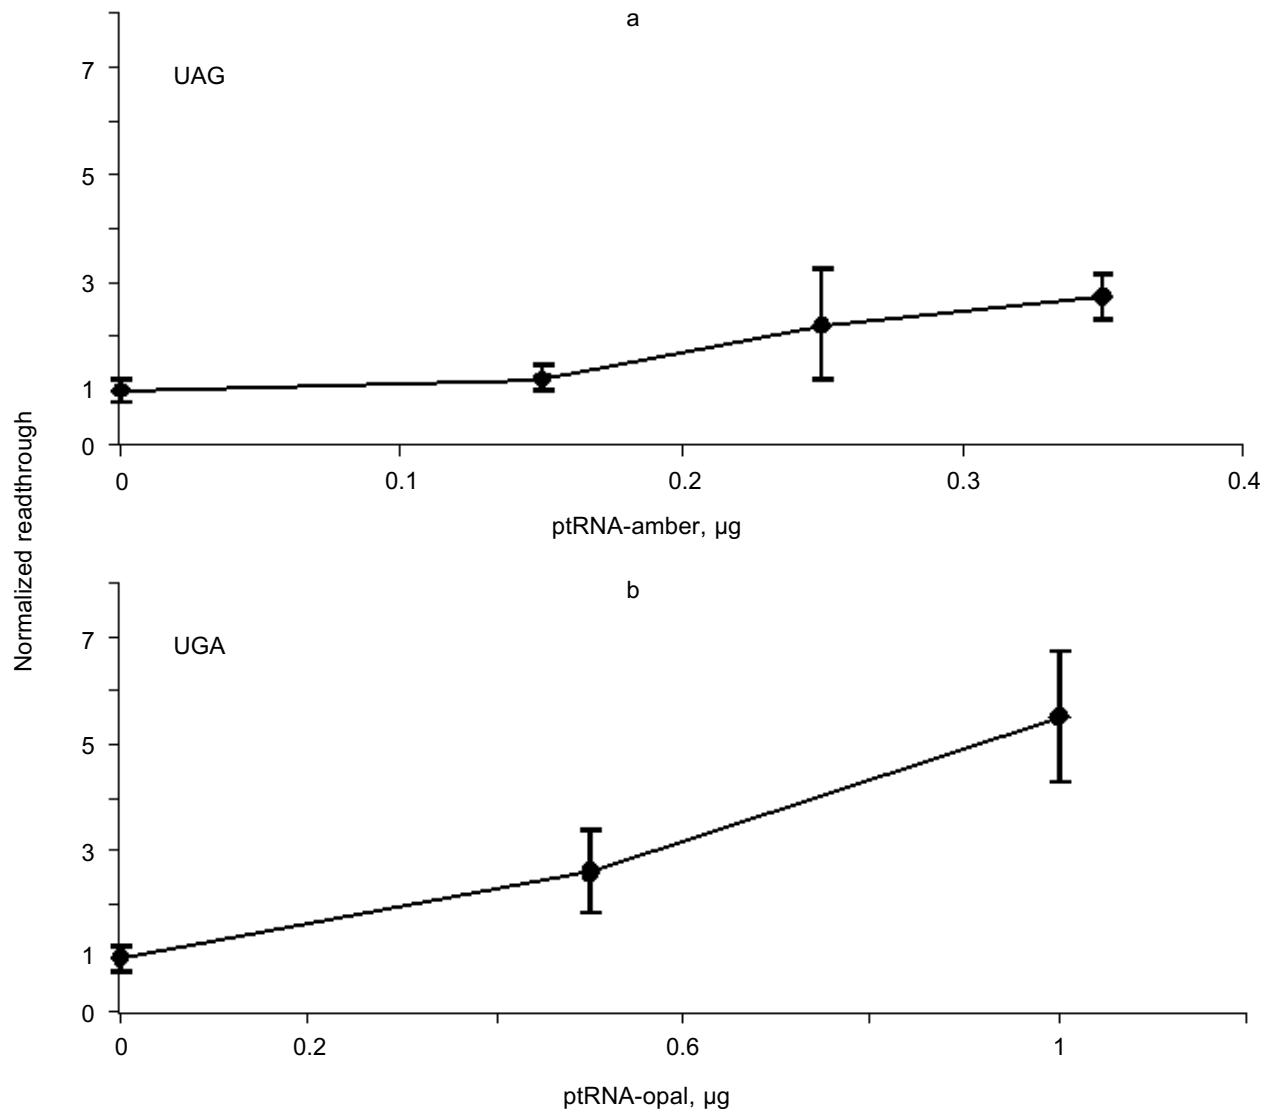 a
UAG
7
5
3
1
0
0 0.1 0.2 0.3 0.4
ptRNA-amber, µg
Normalized readthrough
b
UGA
7
5
3
1
0
0 0.2 0.6 1
ptRNA-opal, µg